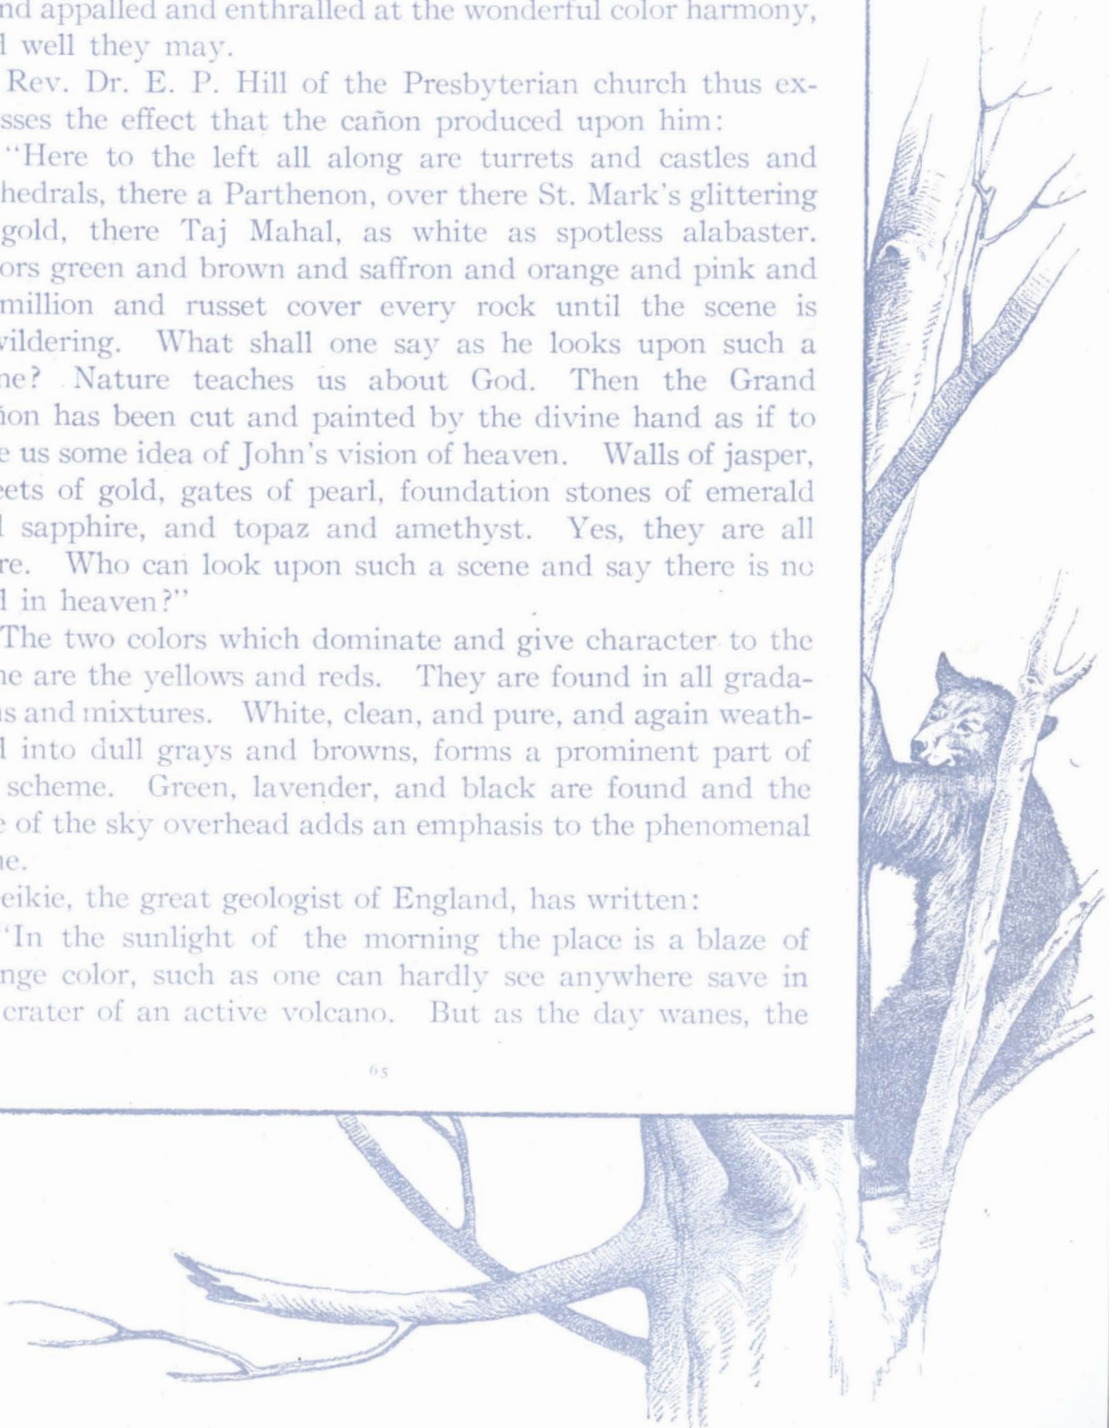 nd appalled and enthralled at the wonderful color harmony,
l well they may.
Rev. Dr. E. P. Hill of the Presbyterian church thus ex-
sses the effect that the cañon produced upon him:
"Here to the left all along are turrets and castles and
hedrals, there a Parthenon, over there St. Mark's glittering
gold, there Taj Mahal, as white as spotless alabaster.
ors green and brown and saffron and orange and pink and
million and russet cover every rock until the scene is
wildering. What shall one say as he looks upon such a
ne? Nature teaches us about God. Then the Grand
ñon has been cut and painted by the divine hand as if to
e us some idea of John's vision of heaven. Walls of jasper,
eets of gold, gates of pearl, foundation stones of emerald
l sapphire, and topaz and amethyst. Yes, they are all
re. Who can look upon such a scene and say there is no
l in heaven?"
The two colors which dominate and give character to the
ne are the yellows and reds. They are found in all grada-
s and mixtures. White, clean, and pure, and again weath-
l into dull grays and browns, forms a prominent part of
scheme. Green, lavender, and black are found and the
e of the sky overhead adds an emphasis to the phenomenal
ne.
eikie, the great geologist of England, has written:
"In the sunlight of the morning the place is a blaze of
nge color, such as one can hardly see anywhere save in
crater of an active volcano. But as the day wanes, the
65